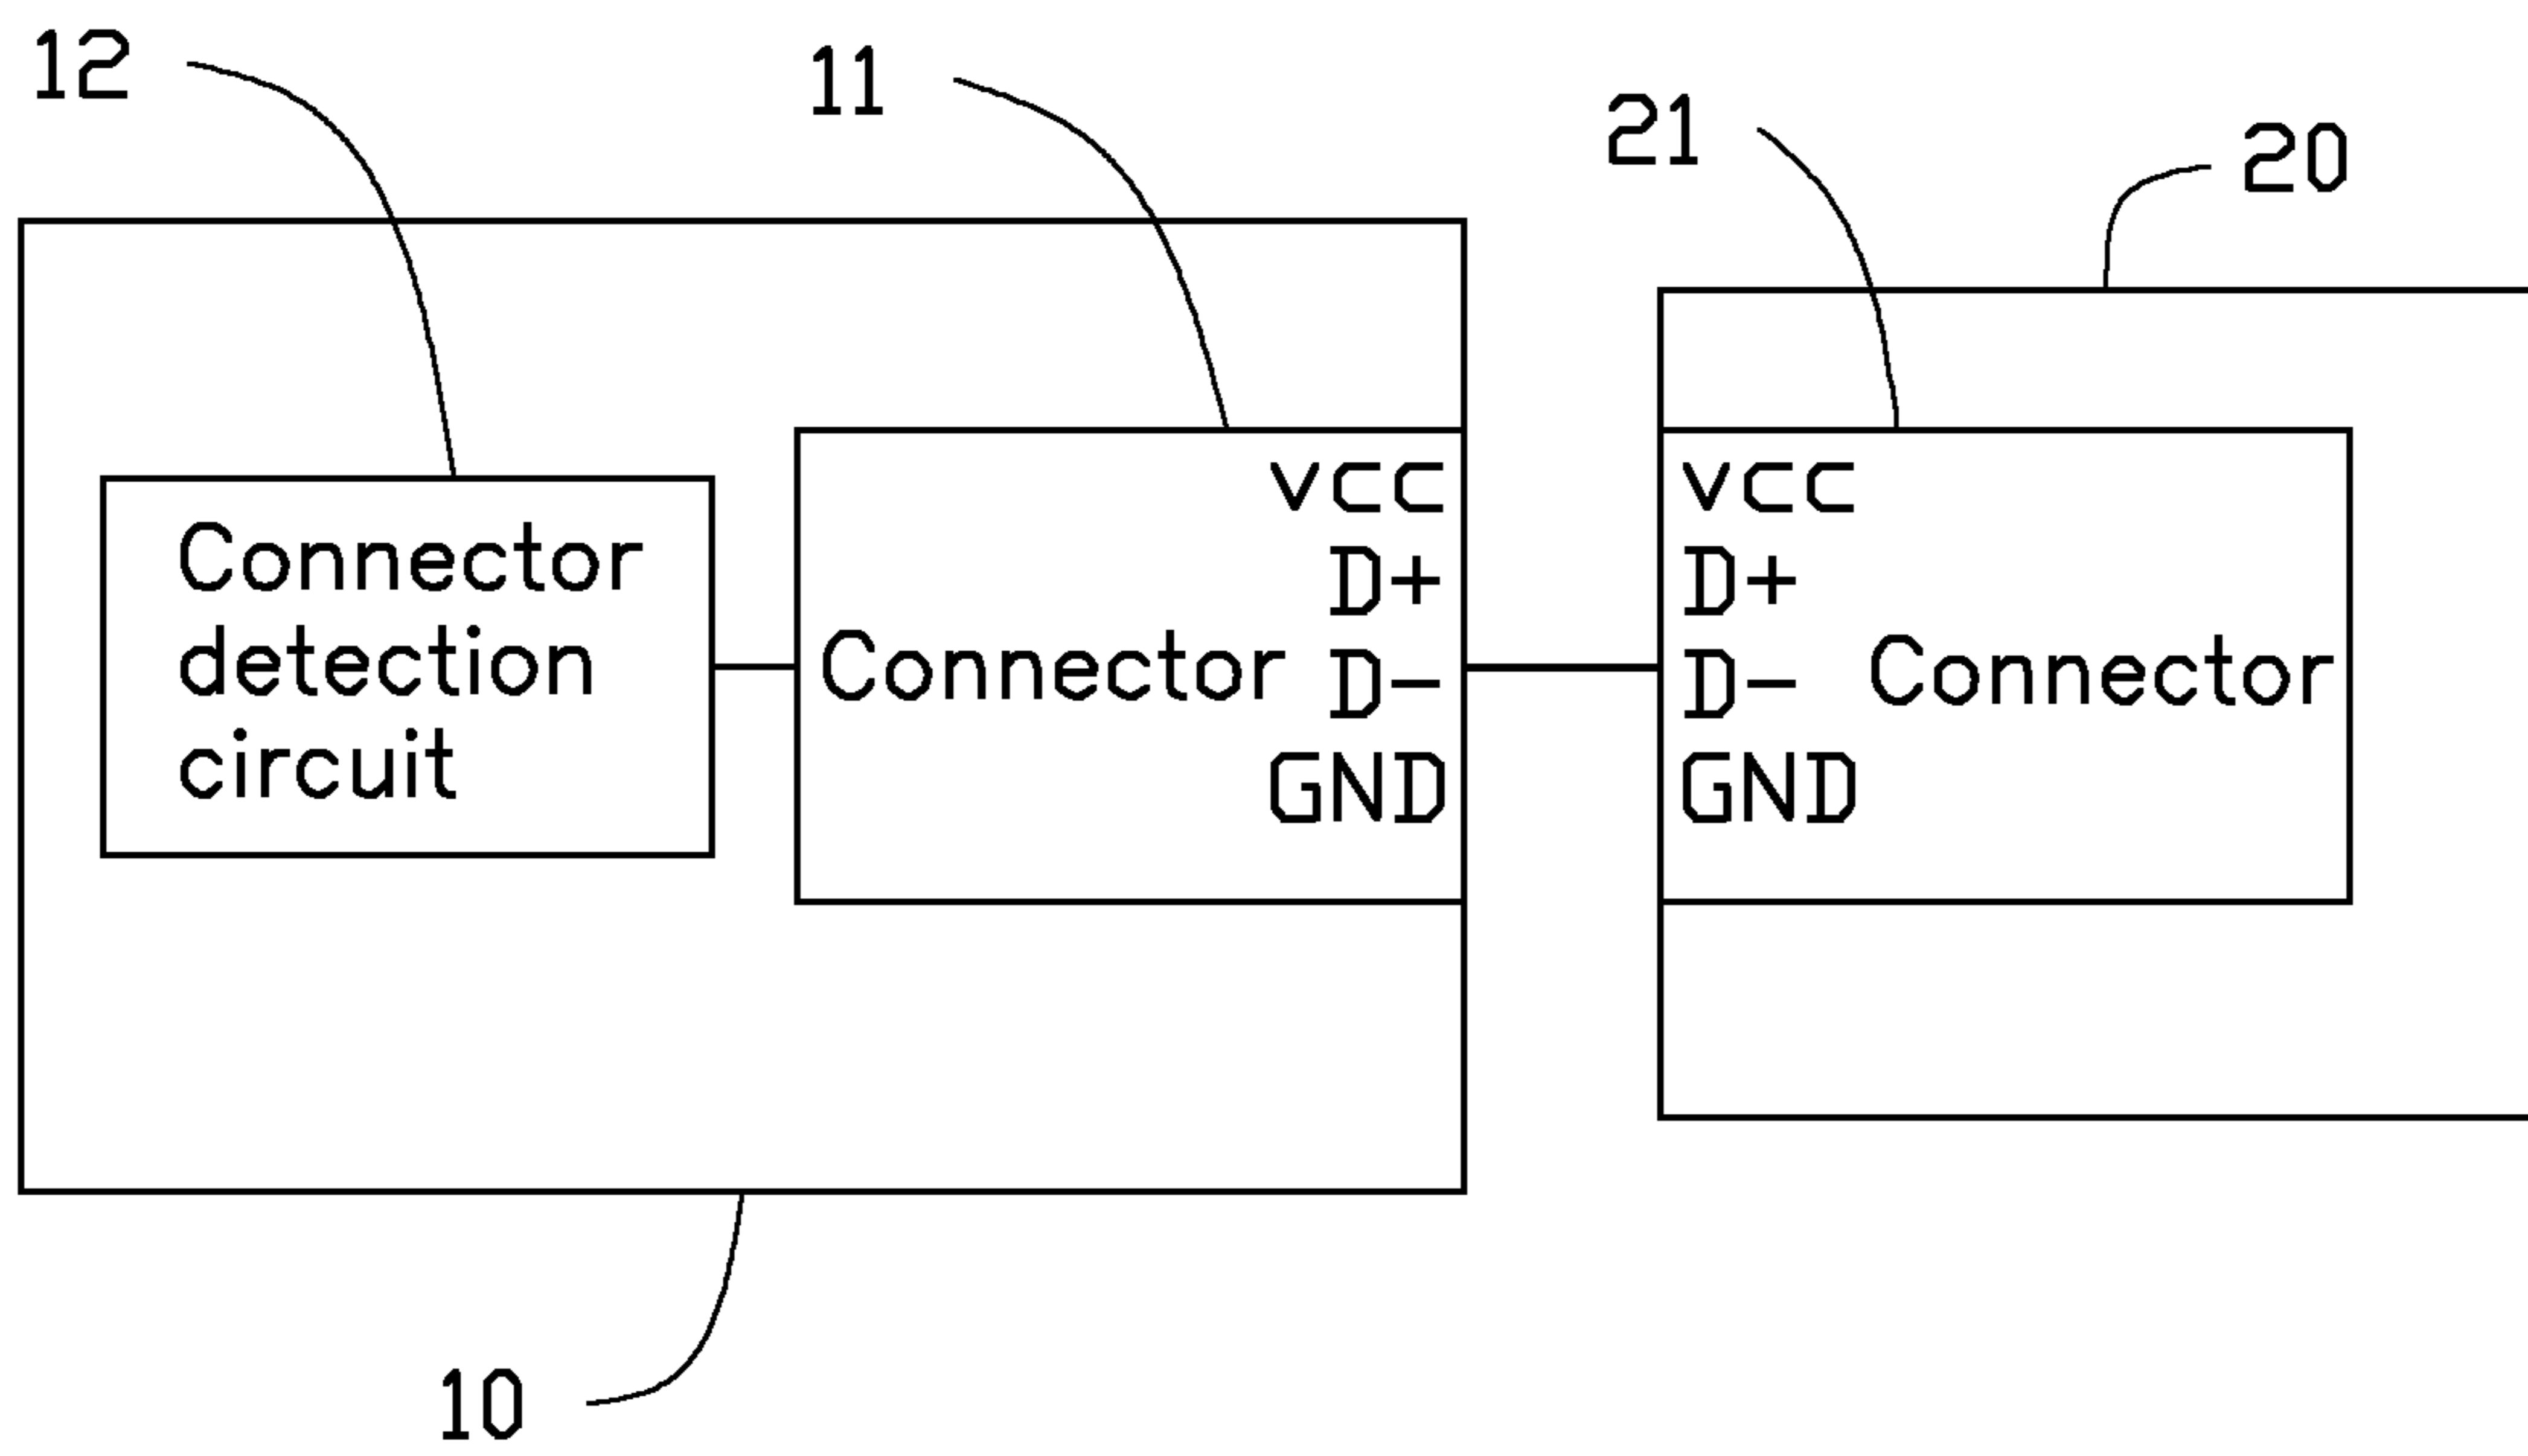 12
11
21
20
VCC
D+
D-
GND
Connector
VCC
D+
D-
GND
Connector
Connector
detection
circuit
10